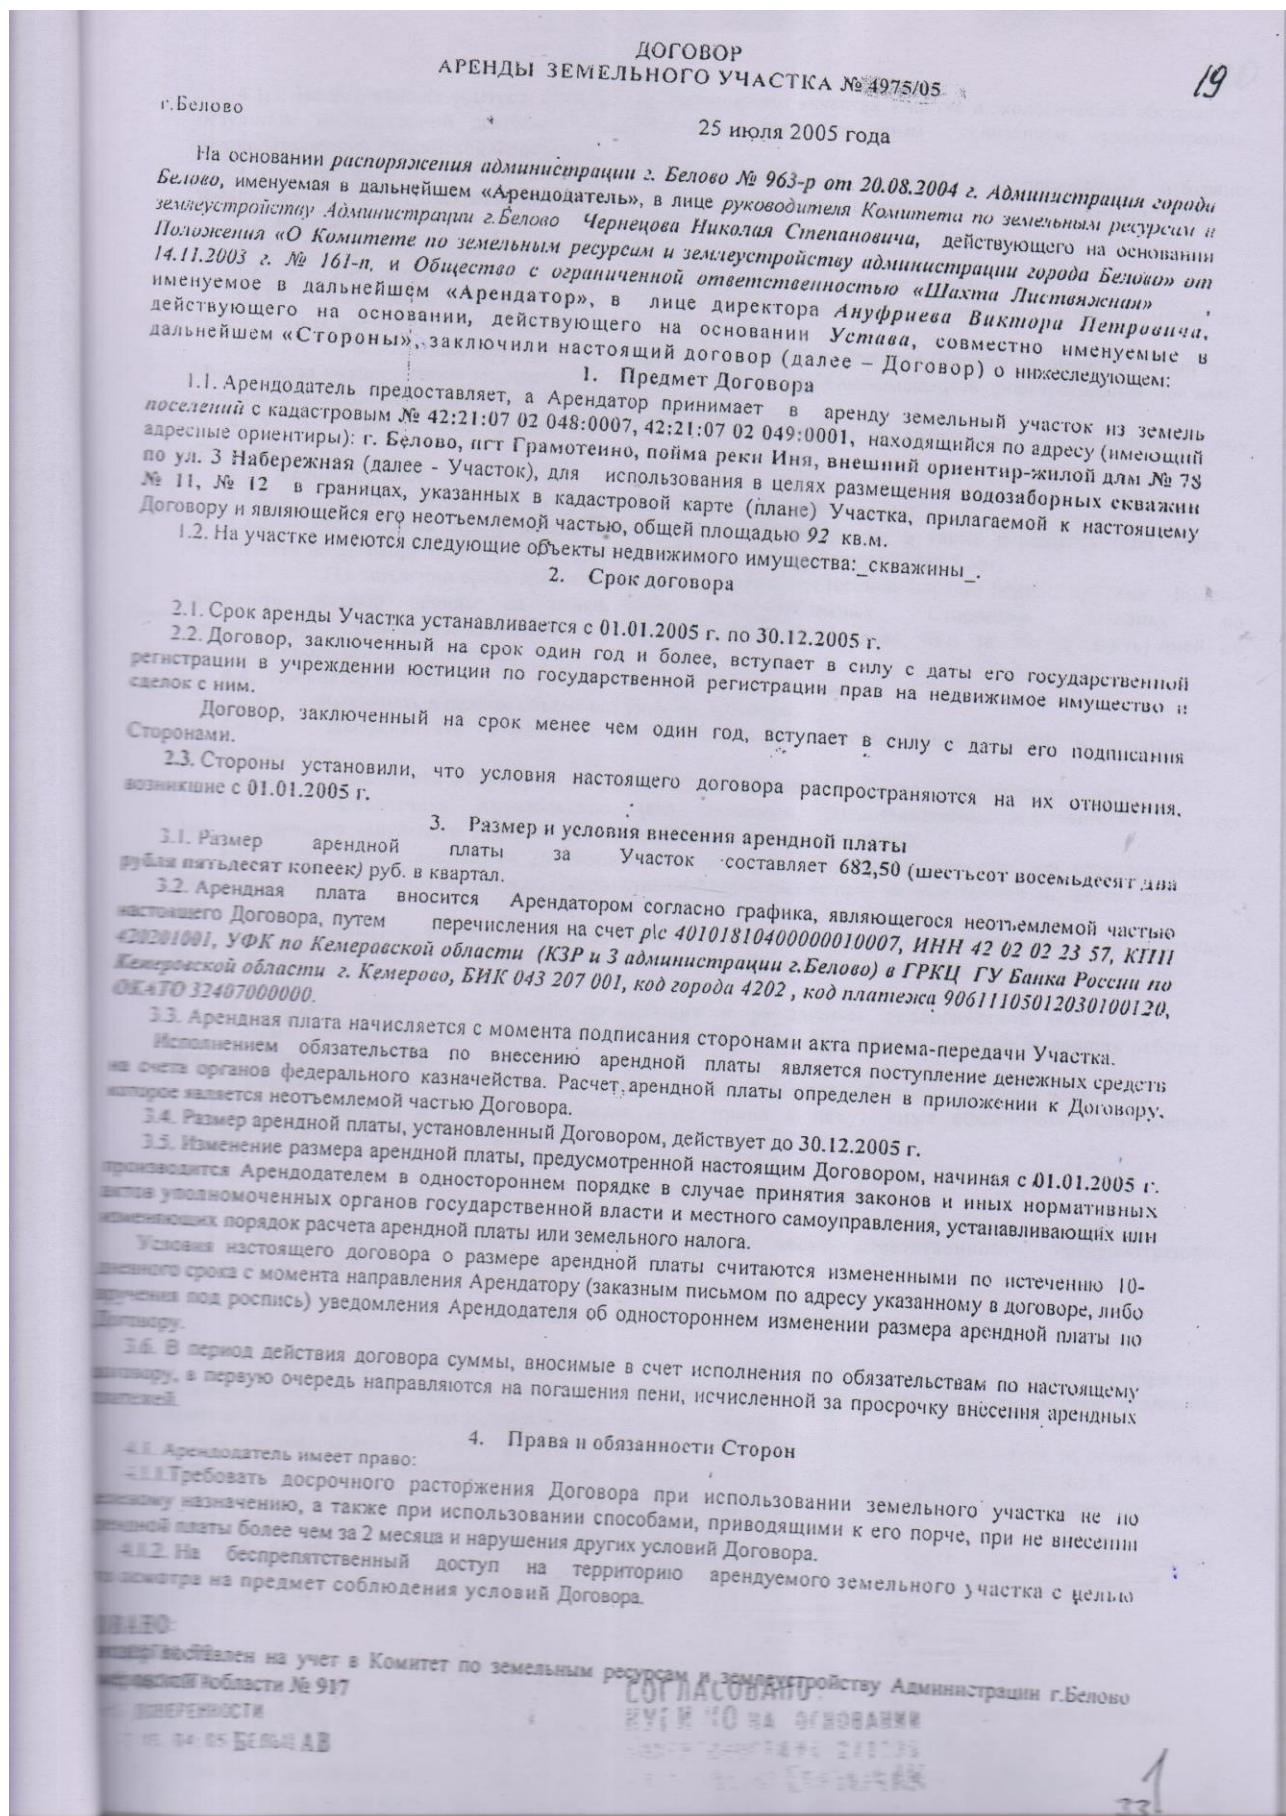 ДОГОВОР
АРЕНДЫ ЗЕМЕЛЬНОГО УЧАСТКА № 4975/05
19
г.Белово
25 июля 2005 года
На основании распоряжения администрации г. Белово № 963-р от 20.08.2004 г. Администрация города
Белово, именуемая в дальнейшем «Арендодатель», в лице руководителя Комитета по земельным ресурсам и
землеустройству Администрации г.Белово Чернецова Николая Степановича, действующего на основании
Положения «О Комитете по земельным ресурсам и землеустройству администрации города Белово» от
14.11.2003 г. № 161-п, и Общество с ограниченной ответственностью «Шахта Листвяжная» ,
именуемое в дальнейшем «Арендатор», в лице директора Ануфриева Виктора Петровича,
действующего на основании, действующего на основании Устава, совместно именуемые в
дальнейшем «Стороны», заключили настоящий договор (далее – Договор) о нижеследующем:
1. Предмет Договора
1.1. Арендодатель предоставляет, а Арендатор принимает в аренду земельный участок из земель
поселений с кадастровым № 42:21:07 02 048:0007, 42:21:07 02 049:0001, находящийся по адресу (имеющий
адресные ориентиры): г. Белово, пгт Грамотеино, пойма реки Иня, внешний ориентир-жилой длм № 78
по ул. 3 Набережная (далее - Участок), для использования в целях размещения водозаборных скважин
№ 11, № 12 в границах, указанных в кадастровой карте (плане) Участка, прилагаемой к настоящему
Договору и являющейся его неотъемлемой частью, общей площадью 92 кв.м.
1.2. На участке имеются следующие объекты недвижимого имущества:_скважины_.
2. Срок договора
2.1. Срок аренды Участка устанавливается с 01.01.2005 г. по 30.12.2005 г.
2.2. Договор, заключенный на срок один год и более, вступает в силу с даты его государственной
регистрации в учреждении юстиции по государственной регистрации прав на недвижимое имущество и
сделок с ним.
Договор, заключенный на срок менее чем один год, вступает в силу с даты его подписания
Сторонами.
2.3. Стороны установили, что условия настоящего договора распространяются на их отношения,
возникшие с 01.01.2005 г.
3. Размер и условия внесения арендной платы
3.1. Размер арендной платы за Участок составляет 682,50 (шестьсот восемьдесят два
рубля пятьдесят копеек) руб. в квартал.
3.2. Арендная плата вносится Арендатором согласно графика, являющегося неотъемлемой частью
настоящего Договора, путем перечисления на счет р\с 40101810400000010007, ИНН 42 02 02 23 57, КПП
420201001, УФК по Кемеровской области (КЗР и З администрации г.Белово) в ГРКЦ ГУ Банка России по
Кемеровской области г. Кемерово, БИК 043 207 001, код города 4202 , код платежа 90611105012030100120,
ОКАТО 32407000000.
3.3. Арендная плата начисляется с момента подписания сторонами акта приема-передачи Участка.
Исполнением обязательства по внесению арендной платы является поступление денежных средств
на счета органов федерального казначейства. Расчет арендной платы определен в приложении к Договору,
которое является неотъемлемой частью Договора.
3.4. Размер арендной платы, установленный Договором, действует до 30.12.2005 г.
3.5. Изменение размера арендной платы, предусмотренной настоящим Договором, начиная с 01.01.2005 г.
производится Арендодателем в одностороннем порядке в случае принятия законов и иных нормативных
актов уполномоченных органов государственной власти и местного самоуправления, устанавливающих или
изменяющих порядок расчета арендной платы или земельного налога.
Условия настоящего договора о размере арендной платы считаются измененными по истечению 10-
дневного срока с момента направления Арендатору (заказным письмом по адресу указанному в договоре, либо
вручения под роспись) уведомления Арендодателя об одностороннем изменении размера арендной платы по
Договору.
3.6. В период действия договора суммы, вносимые в счет исполнения по обязательствам по настоящему
договору, в первую очередь направляются на погашения пени, исчисленной за просрочку внесения арендных
платежей.
4. Права и обязанности Сторон
4.1. Арендодатель имеет право:
4.1.1.Требовать досрочного расторжения Договора при использовании земельного участка не по
целевому назначению, а также при использовании способами, приводящими к его порче, при не внесении
арендной платы более чем за 2 месяца и нарушения других условий Договора.
4.1.2. На беспрепятственный доступ на территорию арендуемого земельного участка с целью
осмотра на предмет соблюдения условий Договора.
поставлен на учет в Комитет по земельным ресурсам и землеустройству Администрации г.Белово
области № 917
СОГЛАСОВАНО
НА ОСНОВАНИИ
ДОВЕРЕННОСТИ
33